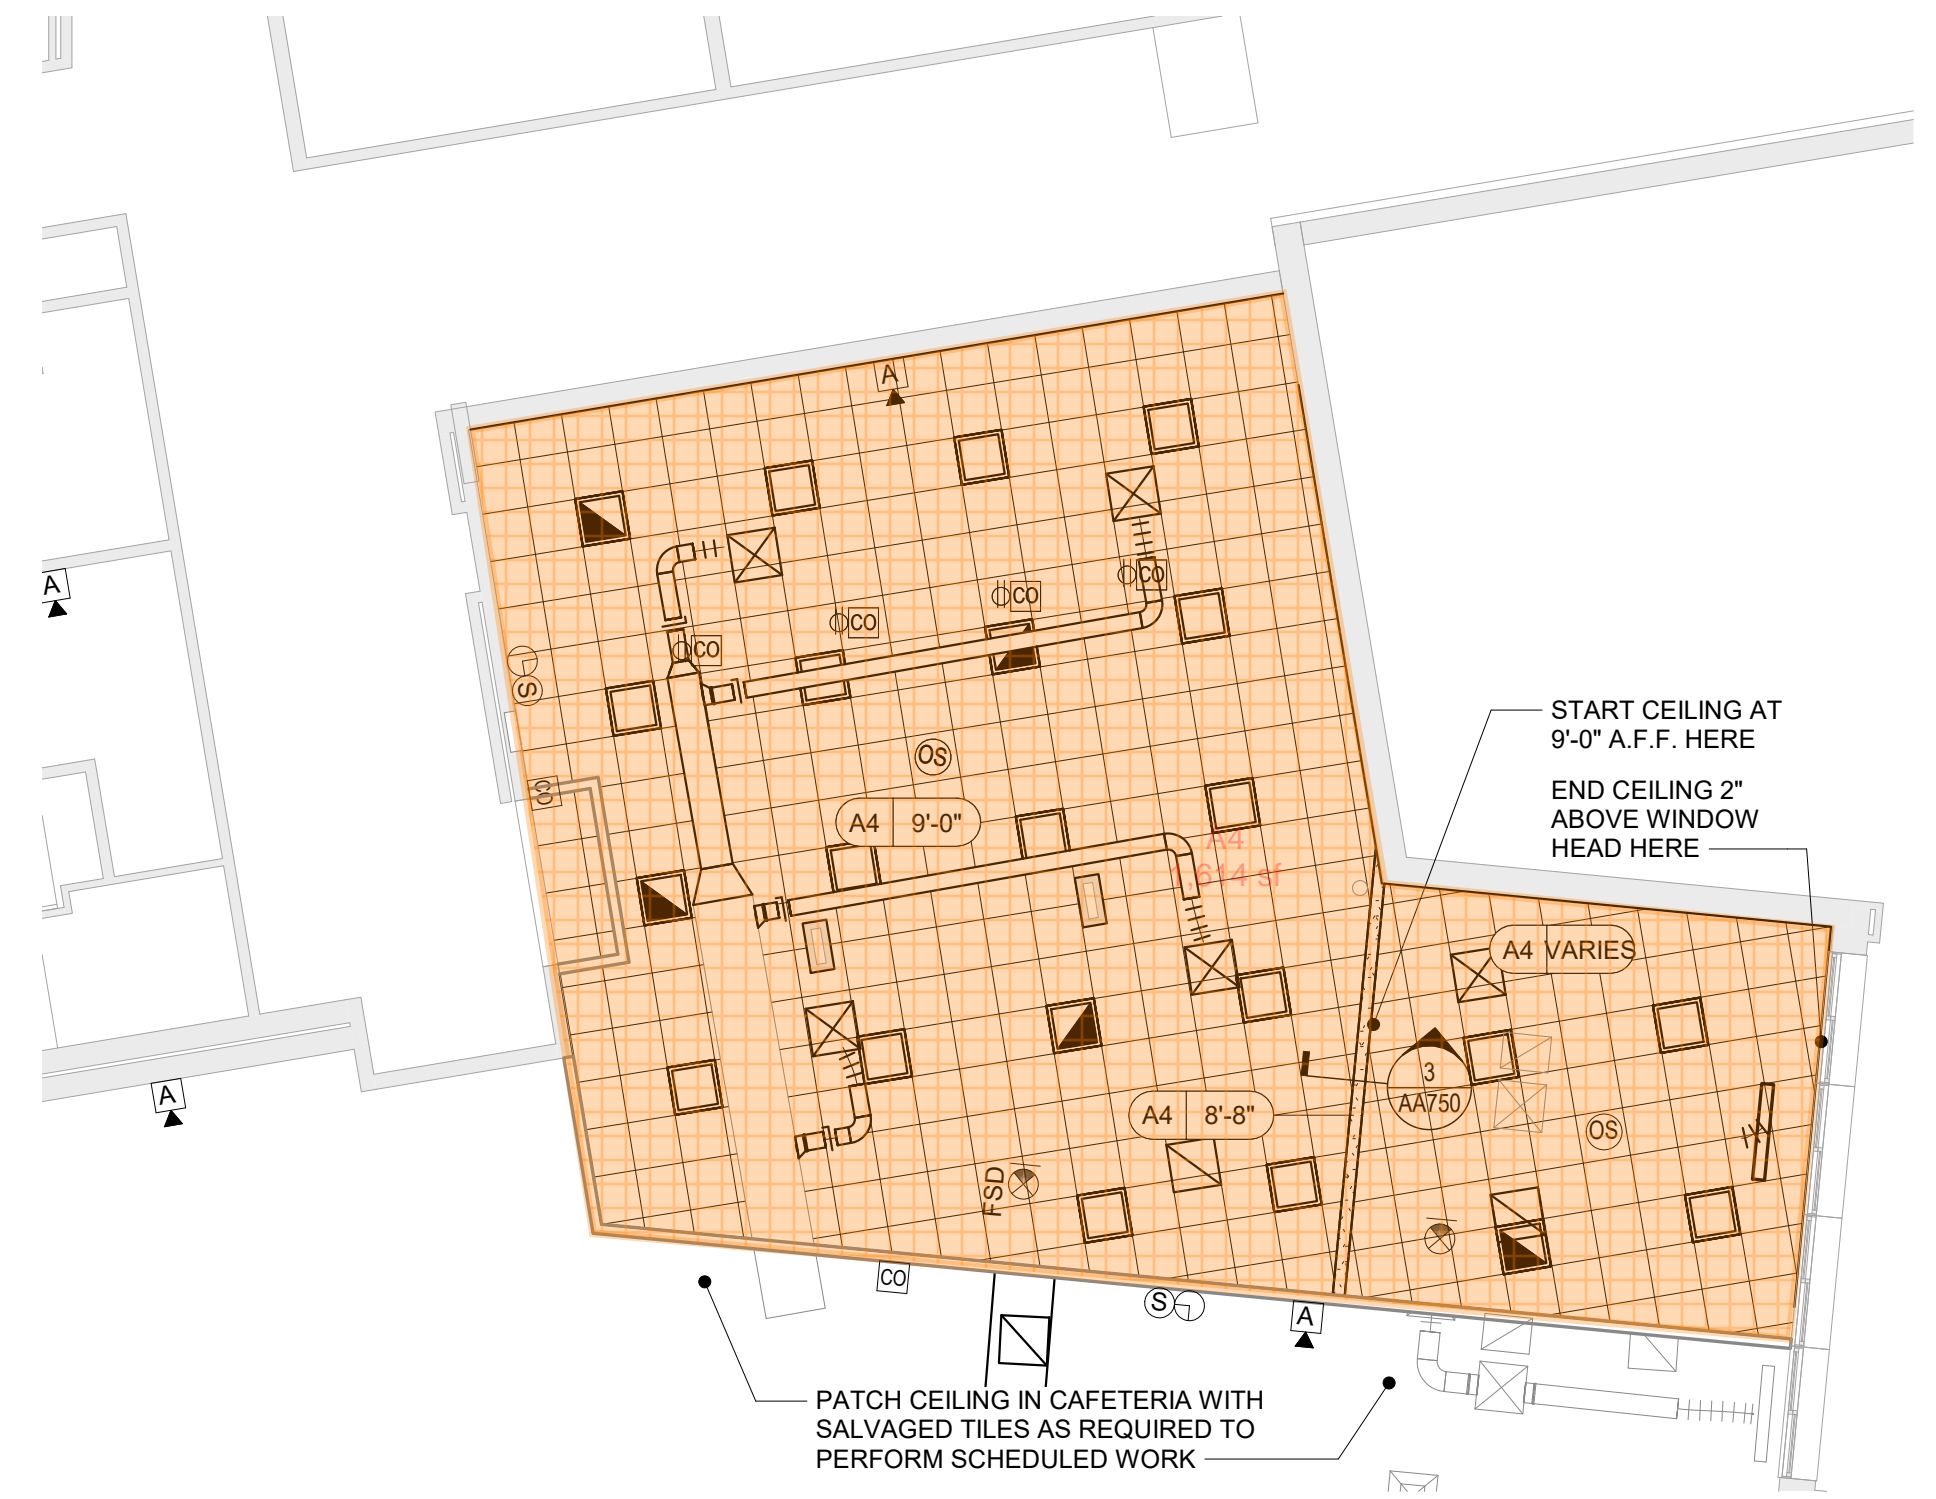 A
A
CO
CO
CO
CO
S
START CEILING AT
9'-0" A.F.F. HERE
OS
CO
END CEILING 2"
ABOVE WINDOW
HEAD HERE
A4 9'-0"
A4
1,614 sf
A4 VARIES
3
AA750
A
A4 8'-8"
OS
FSD
CO
S
A
PATCH CEILING IN CAFETERIA WITH
SALVAGED TILES AS REQUIRED TO
PERFORM SCHEDULED WORK